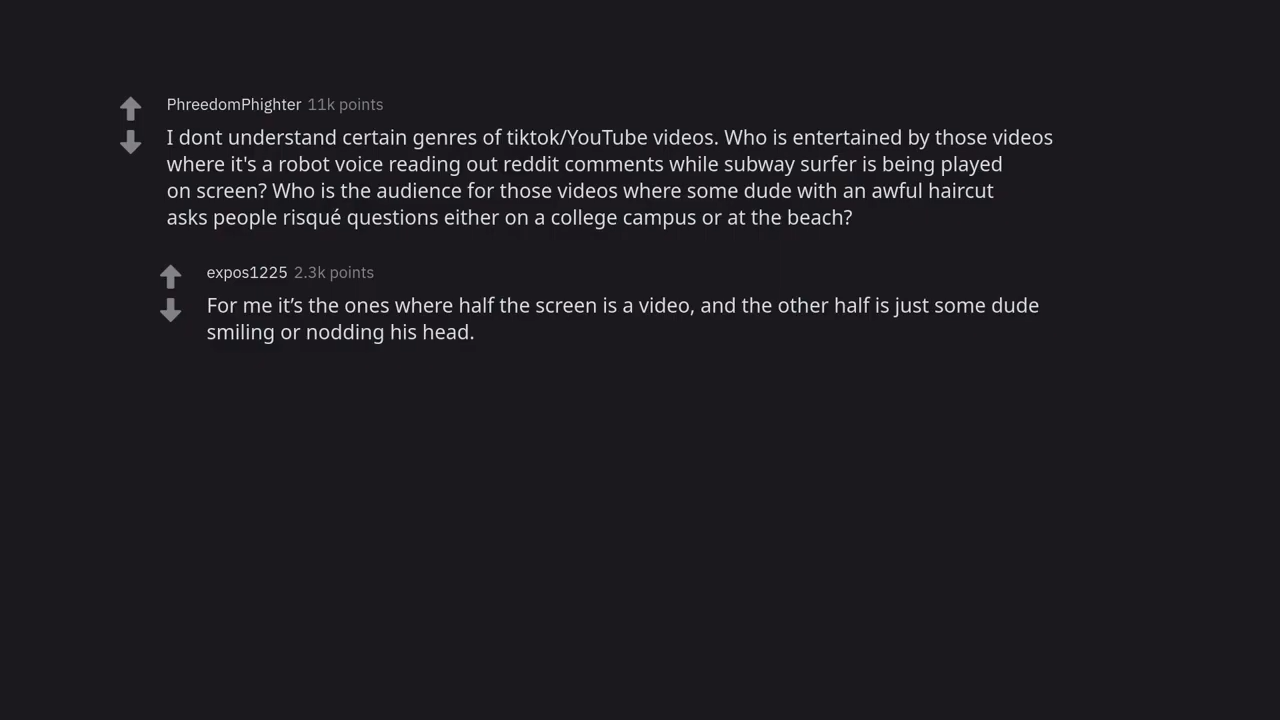 PhreedomPhighter 11k points
I dont understand certain genres of tiktok/YouTube videos. Who is entertained by those videos
where it's a robot voice reading out reddit comments while subway surfer is being played
on screen? Who is the audience for those videos where some dude with an awful haircut
asks people risqué questions either on a college campus or at the beach?
expos1225 2.3k points
For me it’s the ones where half the screen is a video, and the other half is just some dude
smiling or nodding his head.